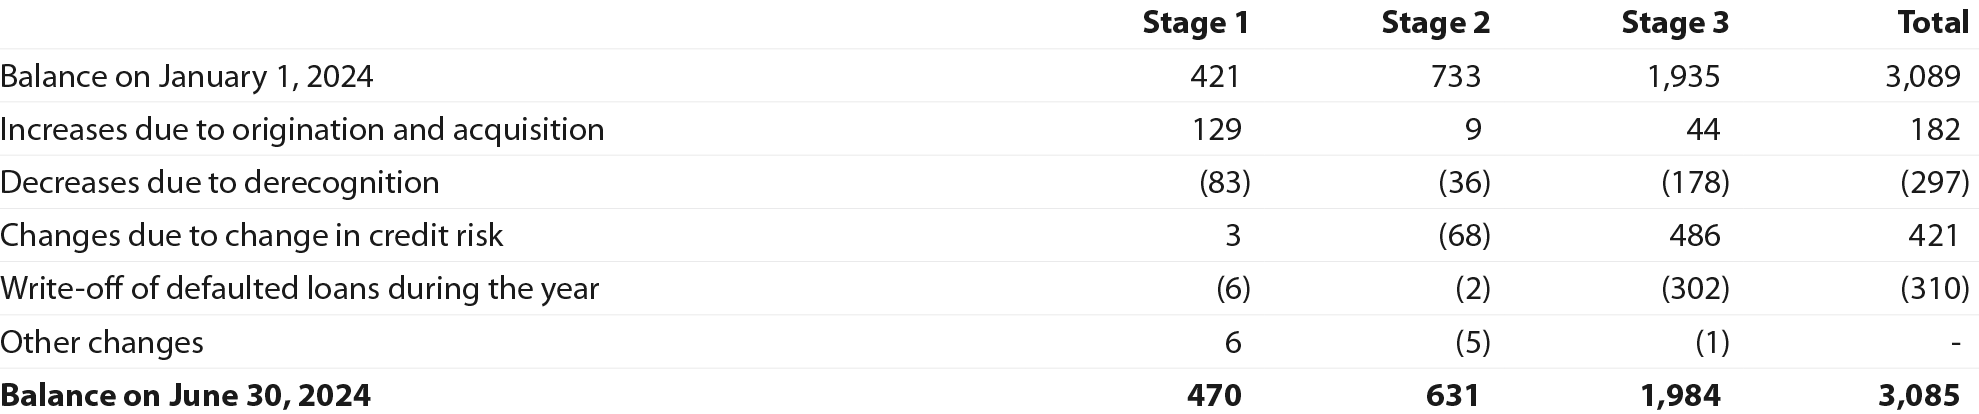 Stage 1 Stage 2 Stage 3 Total
Balance on January 1, 2024 421 733 1,935 3,089
Increases due to origination and acquisition 129 9 44 182
Decreases due to derecognition (83) (36) (178) (297)
Changes due to change in credit risk 3 (68) 486 421
Write-off of defaulted loans during the year (6) (2) (302) (310)
Other changes 6 (5) (1) -
Balance on June 30, 2024 470 631 1,984 3,085